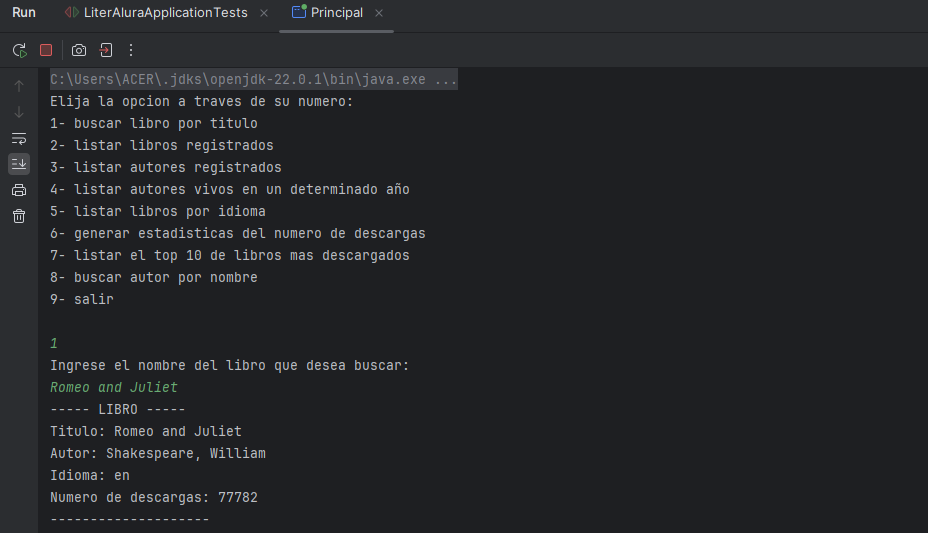 Run LiterAluraApplicationTests Principal
C:\Users\ACER\.jdks\openjdk-22.0.1\bin\java.exe ...
Elija la opcion a traves de su numero:
1- buscar libro por titulo
2- listar libros registrados
3- listar autores registrados
4- listar autores vivos en un determinado año
5- listar libros por idioma
6- generar estadisticas del numero de descargas
7- listar el top 10 de libros mas descargados
8- buscar autor por nombre
9- salir
1
Ingrese el nombre del libro que desea buscar:
Romeo and Juliet
----- LIBRO -----
Titulo: Romeo and Juliet
Autor: Shakespeare, William
Idioma: en
Numero de descargas: 77782
--------------------